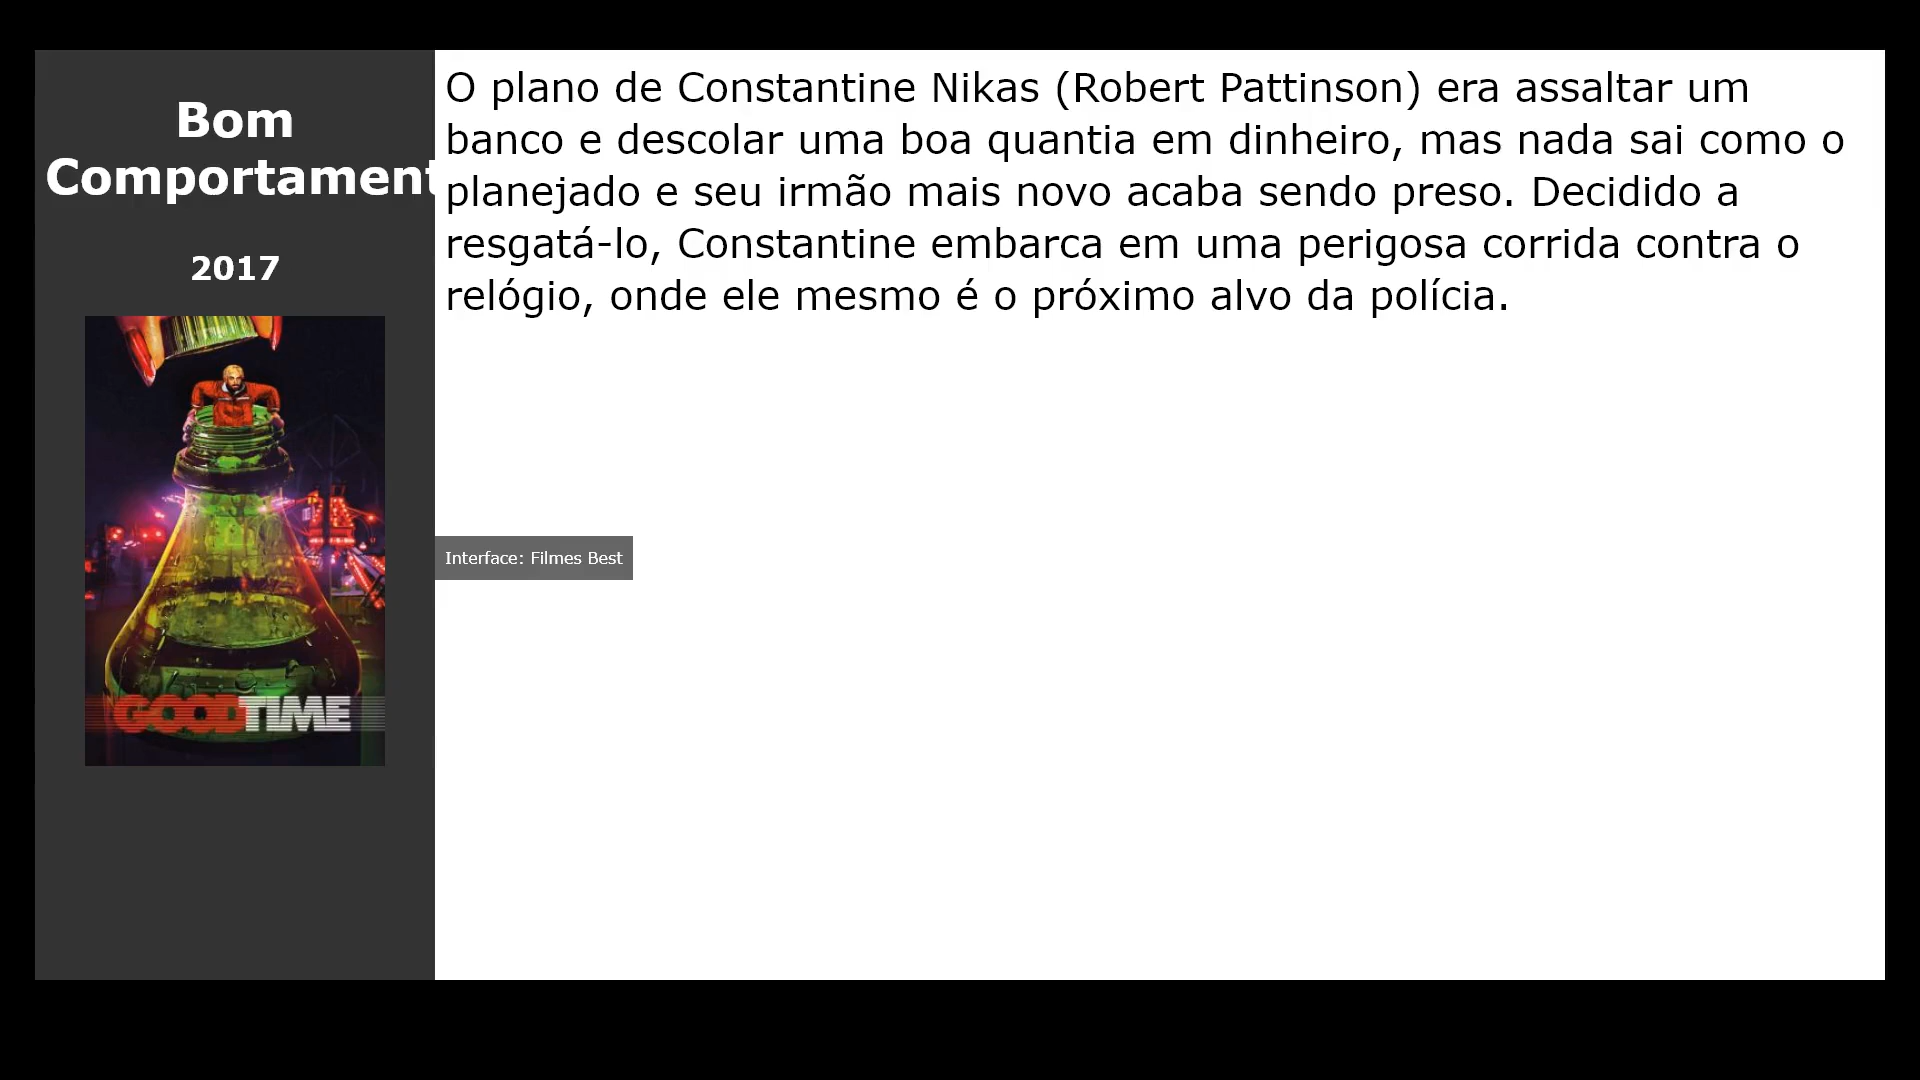 Bom
Comportament
2017
GOODTIME
O plano de Constantine Nikas (Robert Pattinson) era assaltar um
banco e descolar uma boa quantia em dinheiro, mas nada sai como o
planejado e seu irmão mais novo acaba sendo preso. Decidido a
resgatá-lo, Constantine embarca em uma perigosa corrida contra o
relógio, onde ele mesmo é o próximo alvo da polícia.
Interface: Filmes Best